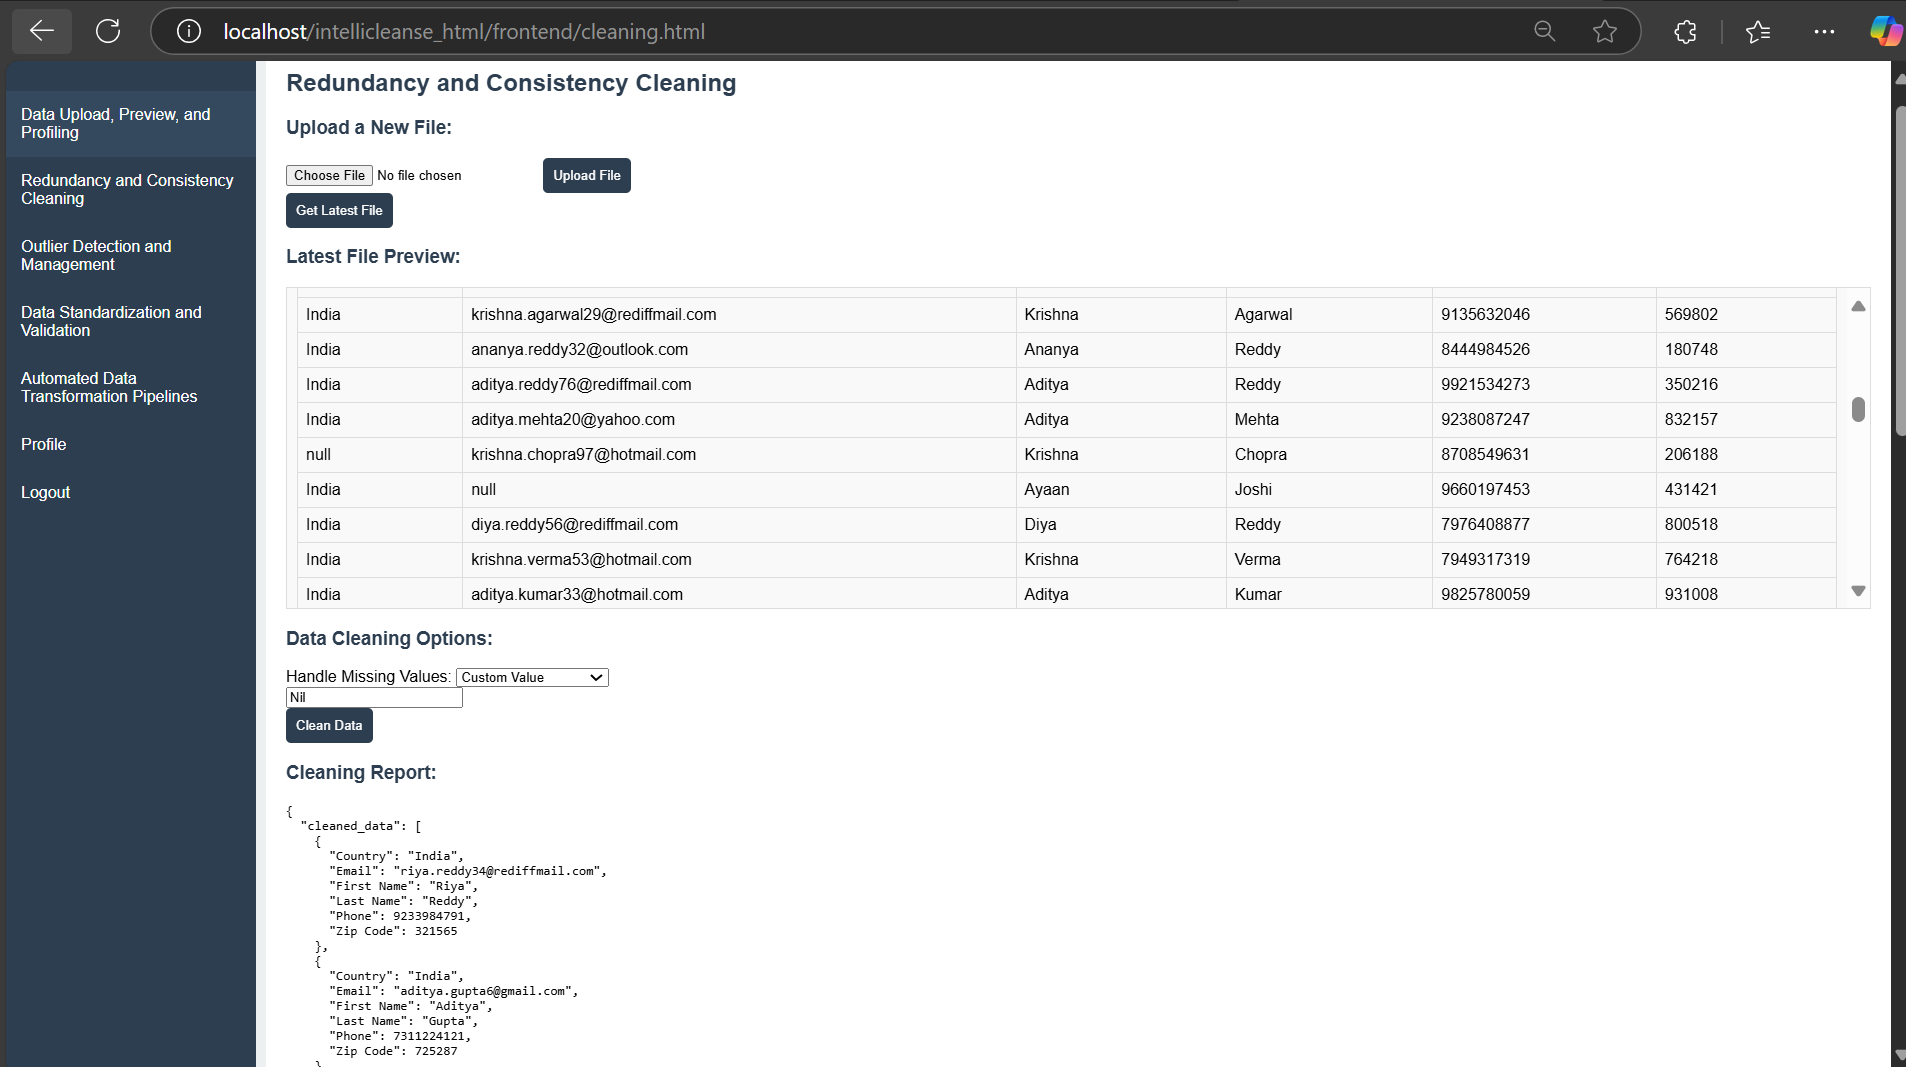 localhost/intellicleanse_html/frontend/cleaning.html
Data Upload, Preview, and
Profiling
Redundancy and Consistency
Cleaning
Outlier Detection and
Management
Data Standardization and
Validation
Automated Data
Transformation Pipelines
Profile
Logout
Redundancy and Consistency Cleaning
Upload a New File:
Choose File No file chosen Upload File
Get Latest File
Latest File Preview:
India krishna.agarwal29@rediffmail.com Krishna Agarwal 9135632046 569802
India ananya.reddy32@outlook.com Ananya Reddy 8444984526 180748
India aditya.reddy76@rediffmail.com Aditya Reddy 9921534273 350216
India aditya.mehta20@yahoo.com Aditya Mehta 9238087247 832157
null krishna.chopra97@hotmail.com Krishna Chopra 8708549631 206188
India null Ayaan Joshi 9660197453 431421
India diya.reddy56@rediffmail.com Diya Reddy 7976408877 800518
India krishna.verma53@hotmail.com Krishna Verma 7949317319 764218
India aditya.kumar33@hotmail.com Aditya Kumar 9825780059 931008
Data Cleaning Options:
Handle Missing Values: Custom Value
Nil
Clean Data
Cleaning Report:
{
"cleaned_data": [
{
"Country": "India",
"Email": "riya.reddy34@rediffmail.com",
"First Name": "Riya",
"Last Name": "Reddy",
"Phone": 9233984791,
"Zip Code": 321565
},
{
"Country": "India",
"Email": "aditya.gupta6@gmail.com",
"First Name": "Aditya",
"Last Name": "Gupta",
"Phone": 7311224121,
"Zip Code": 725287
}